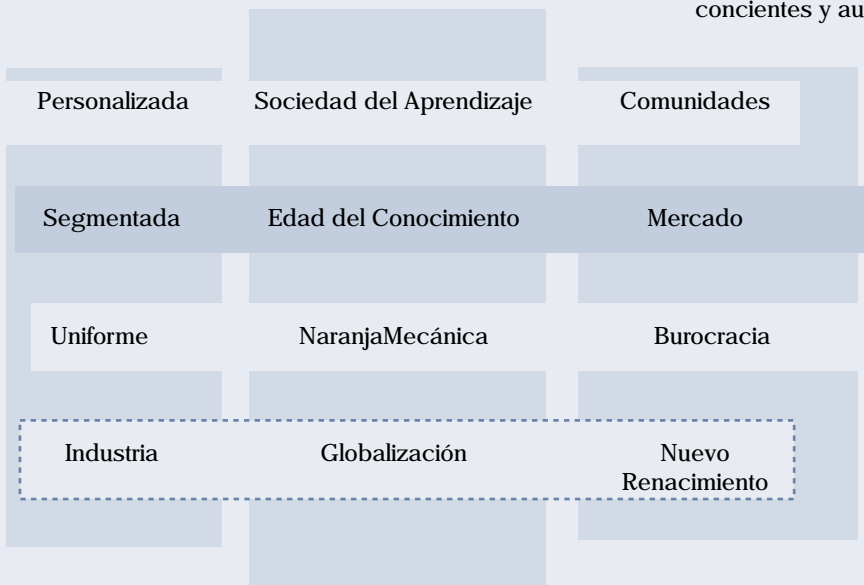 concientes y au
Personalizada Sociedad del Aprendizaje Comunidades
Segmentada Edad del Conocimiento Mercado
Uniforme NaranjaMecánica Burocracia
Industria Globalización Nuevo
Renacimiento